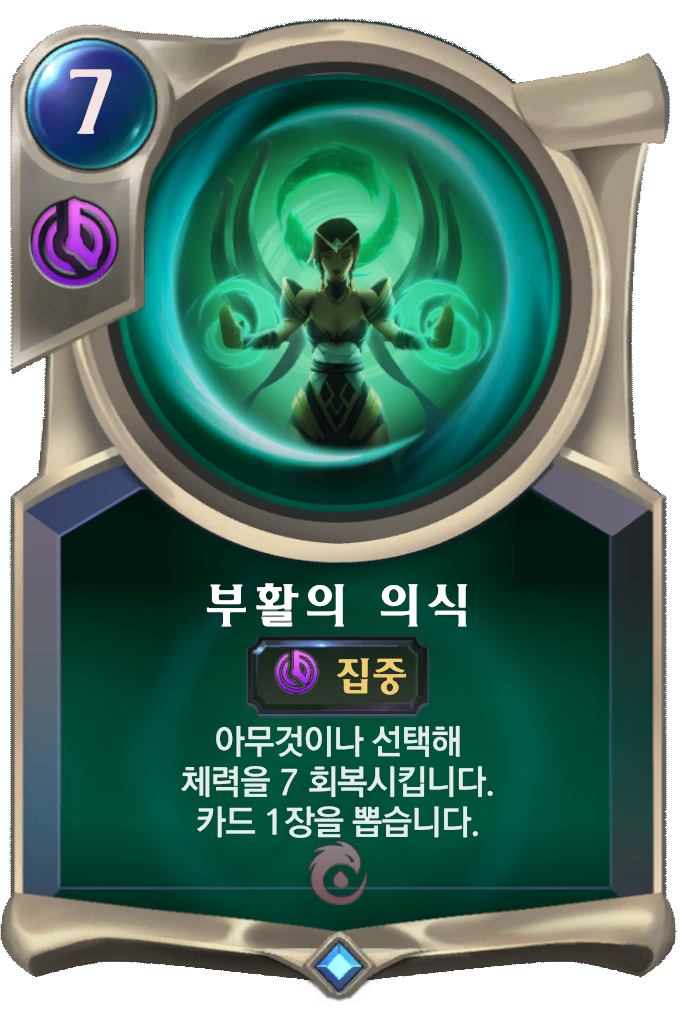 7
부활의 의식
집중
아무것이나 선택해
체력을 7 회복시킵니다.
카드 1장을 뽑습니다.